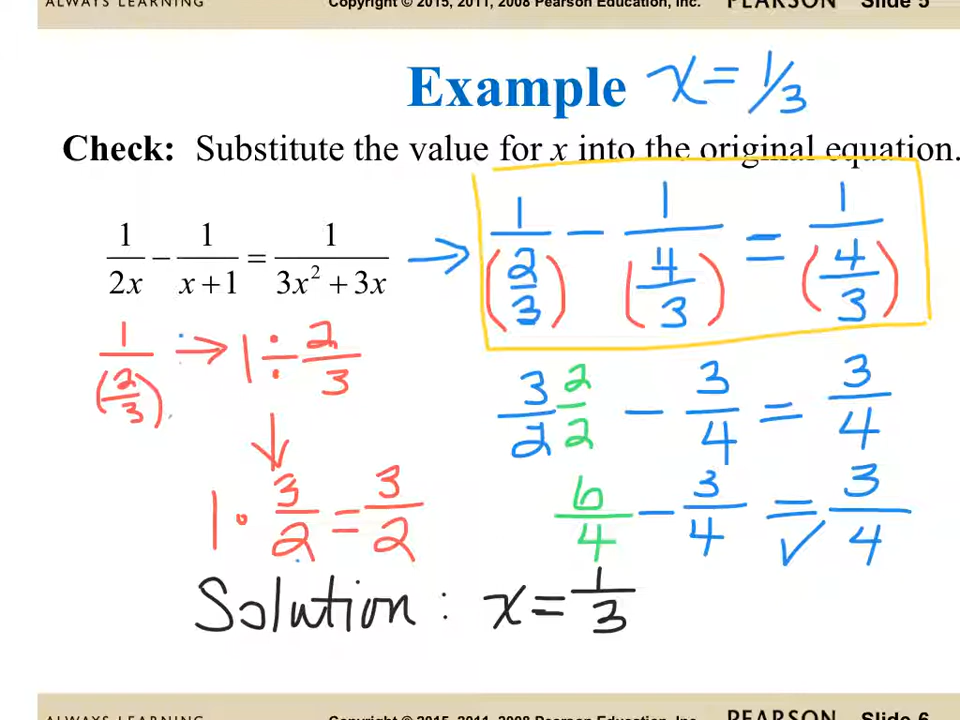 ALWAYS LEARNING Copyright © 2015, 2011, 2008 Pearson Education, Inc. PEARSON Slide 5
Example x = 1/3
Check: Substitute the value for x into the original equation.
1/(2x) − 1/(x+1) = 1/(3x² + 3x) → 1/(2/3) − 1/(4/3) = 1/(4/3)
1/(2/3) → 1 ÷ 2/3
3/2 2/2 − 3/4 = 3/4
↓
1 · 3/2 = 3/2
6/4 − 3/4 = 3/4 ✓
Solution: x = 1/3
ALWAYS LEARNING Copyright © 2015, 2011, 2008 Pearson Education, Inc. PEARSON Slide 6